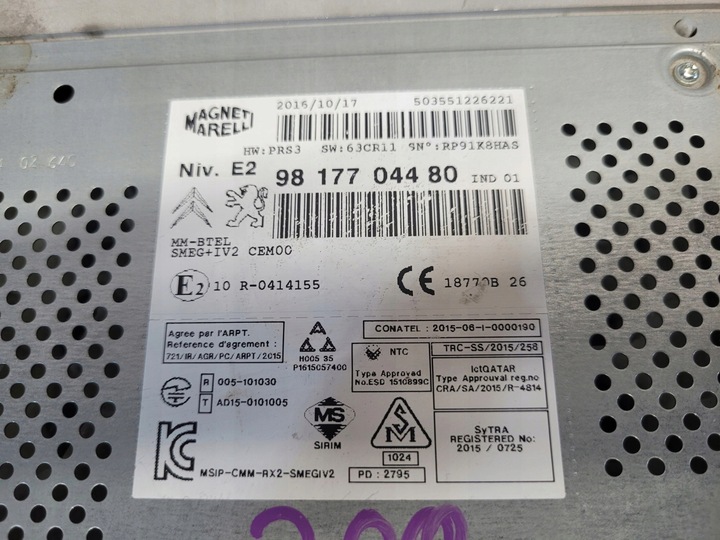 MAGNETI MARELLI
2016/10/17 503551226221
HW:PRS3 SW:63CR11 SN°:RP91K8HAS
Niv. E2 98 177 044 80 IND 01
MM-BTEL
SMEG+IV2 CEM00
E2 10 R-0414155 CE 18770B 26
Agree par l'ARPT.
Reference d'agrement :
721/IR/AGR/PC/ARPT/2015
H005 35
P1615057400
CONATEL : 2015-06-I-0000190
NTC
Type Approved
No.ESD 1510899C
TRC-SS/2015/258
ictQATAR
Type Approuval reg.no
CRA/SA/2015/R-4814
R 005-101030
T AD15-0101005
MS
SIRIM
SM
1024
PD : 2795
SyTRA
REGISTERED No:
2015 / 0725
KC
MSIP-CMM-RX2-SMEGIV2